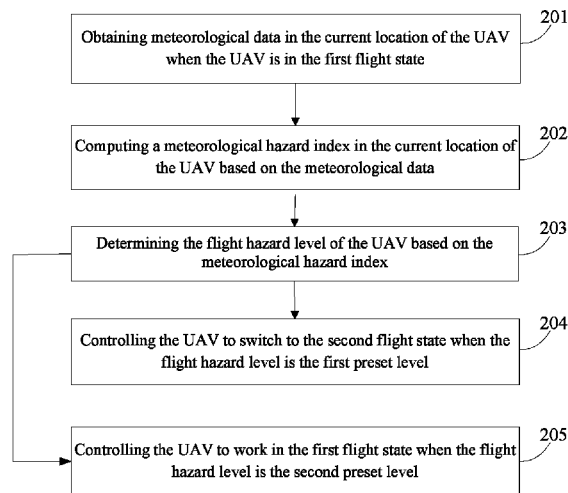 201
Obtaining meteorological data in the current location of the UAV
when the UAV is in the first flight state
202
Computing a meteorological hazard index in the current location of
the UAV based on the meteorological data
203
Determining the flight hazard level of the UAV based on the
meteorological hazard index
204
Controlling the UAV to switch to the second flight state when the
flight hazard level is the first preset level
205
Controlling the UAV to work in the first flight state when the flight
hazard level is the second preset level